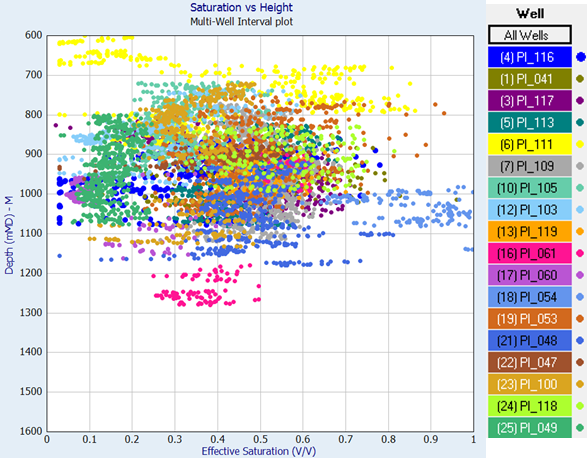 Saturation vs Height
Multi-Well Interval plot
600
700
800
900
1000
1100
1200
1300
1400
1500
1600
Depth (mMD) - M
0 0.1 0.2 0.3 0.4 0.5 0.6 0.7 0.8 0.9 1
Effective Saturation (V/V)
Well
All Wells
(4) PI_116
(1) PI_041
(3) PI_117
(5) PI_113
(6) PI_111
(7) PI_109
(10) PI_105
(12) PI_103
(13) PI_119
(16) PI_061
(17) PI_060
(18) PI_054
(19) PI_053
(21) PI_048
(22) PI_047
(23) PI_100
(24) PI_118
(25) PI_049